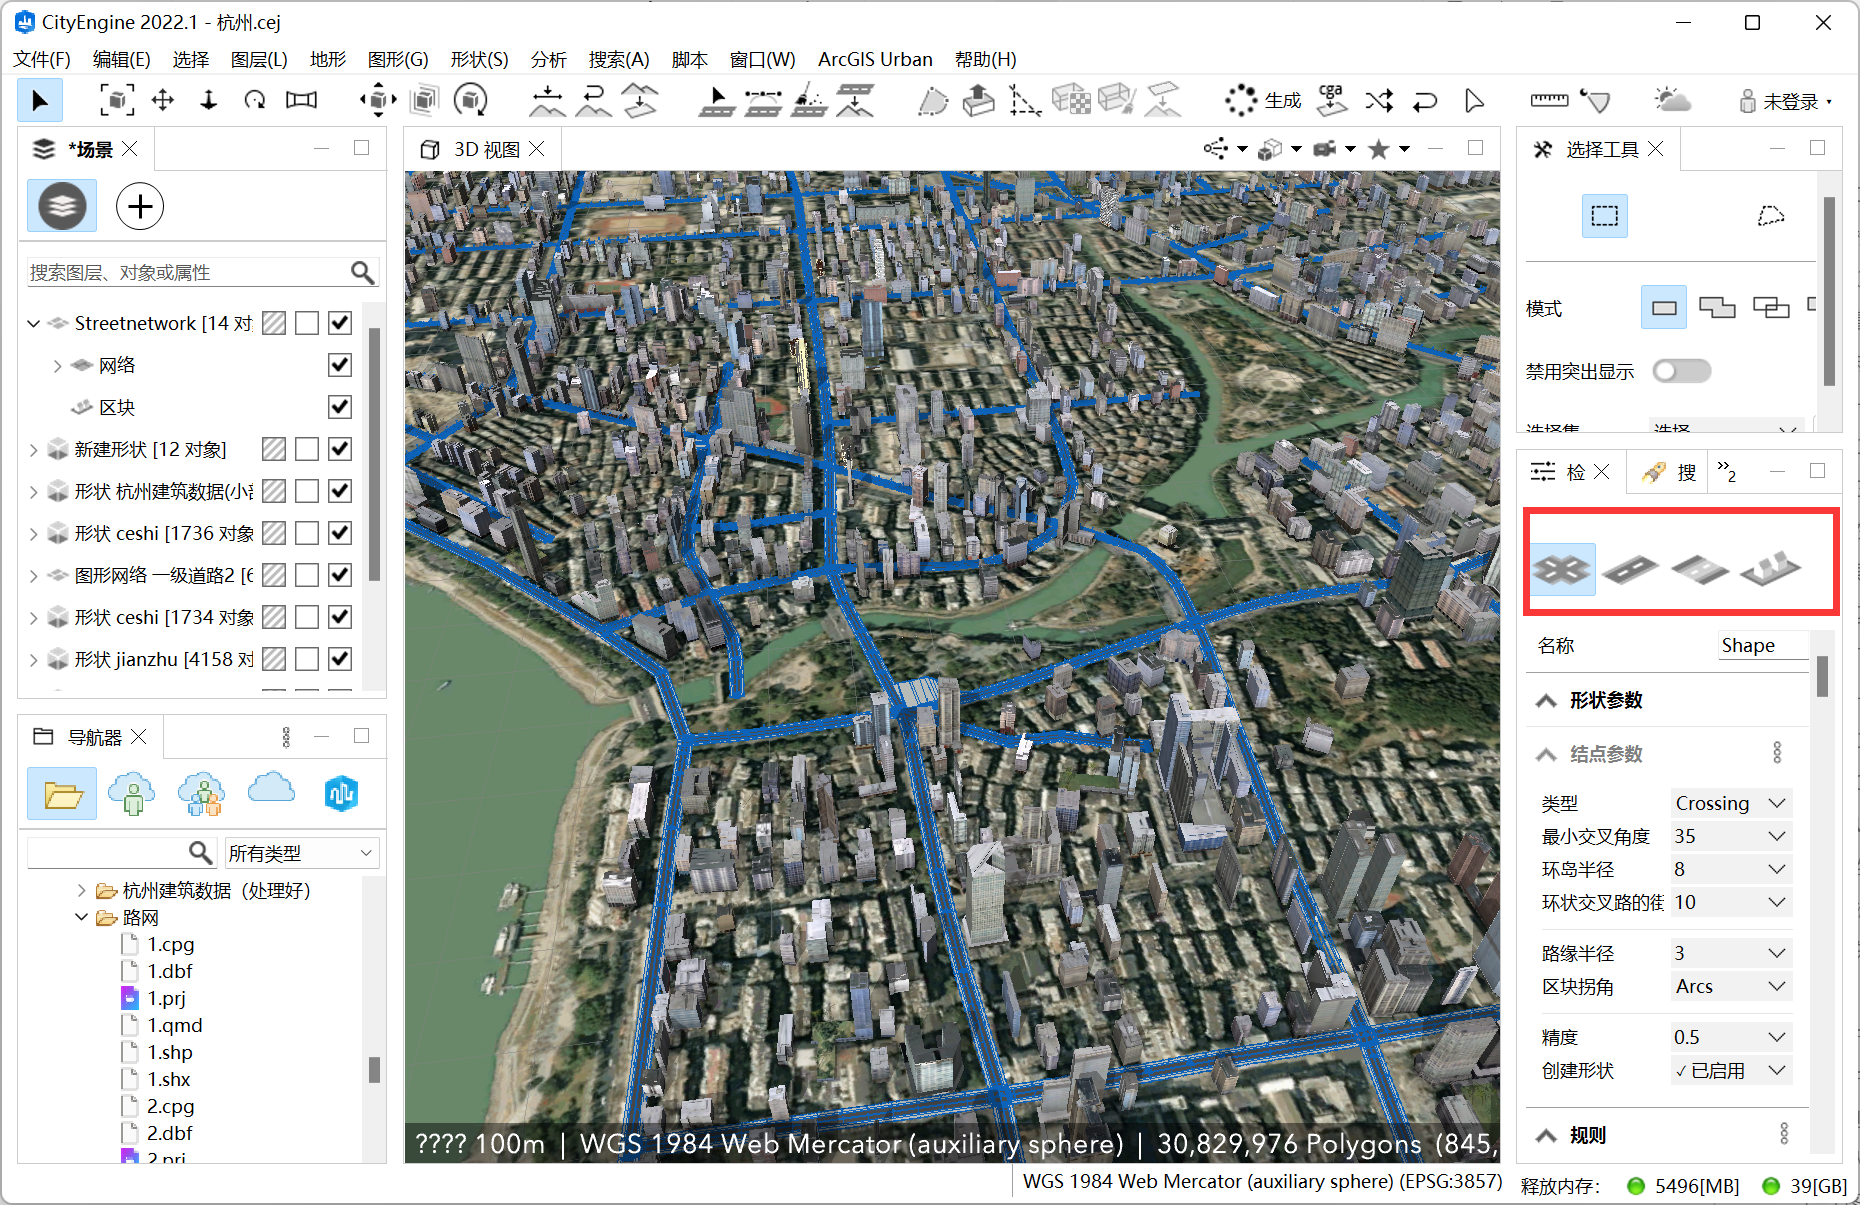 CityEngine 2022.1 - 杭州.cej
文件(F) 编辑(E) 选择 图层(L) 地形 图形(G) 形状(S) 分析 搜索(A) 脚本 窗口(W) ArcGIS Urban 帮助(H)
生成 cga 未登录
*场景
搜索图层、对象或属性
Streetnetwork [14 对
网络
区块
新建形状 [12 对象]
形状 杭州建筑数据(小
形状 ceshi [1736 对象
图形网络 一级道路2 [6
形状 ceshi [1734 对象
形状 jianzhu [4158 对
导航器
所有类型
杭州建筑数据（处理好）
路网
1.cpg
1.dbf
1.prj
1.qmd
1.shp
1.shx
2.cpg
2.dbf
2.prj
3D 视图
???? 100m | WGS 1984 Web Mercator (auxiliary sphere) | 30,829,976 Polygons (845,
选择工具
模式
禁用突出显示
选择集 选择
检 搜 »2
名称 Shape
形状参数
结点参数
类型 Crossing
最小交叉角度 35
环岛半径 8
环状交叉路的街 10
路缘半径 3
区块拐角 Arcs
精度 0.5
创建形状 ✓已启用
规则
WGS 1984 Web Mercator (auxiliary sphere) (EPSG:3857) 释放内存： 5496[MB] 39[GB]